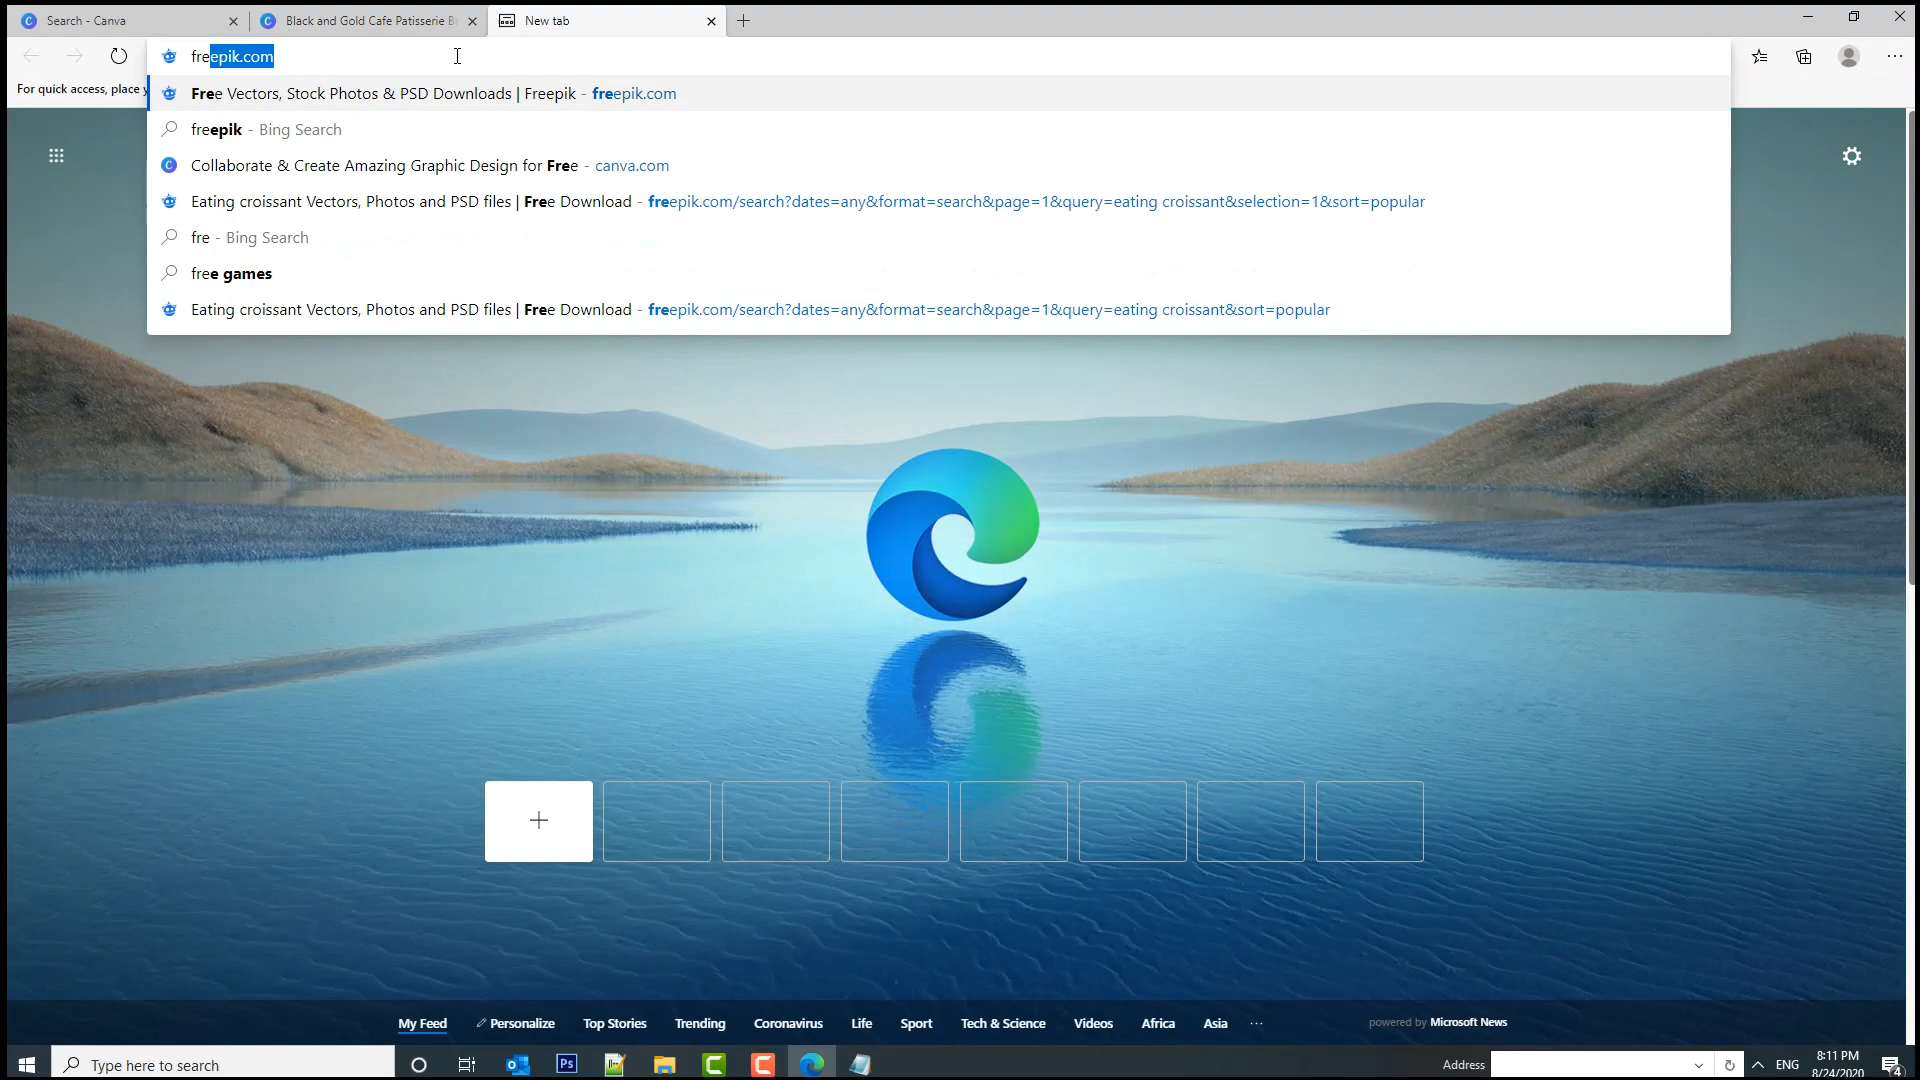 Search - Canva
Black and Gold Cafe Patisserie B
New tab
freepik.com
For quick access, place y
Free Vectors, Stock Photos & PSD Downloads | Freepik - freepik.com
freepik - Bing Search
Collaborate & Create Amazing Graphic Design for Free - canva.com
Eating croissant Vectors, Photos and PSD files | Free Download - freepik.com/search?dates=any&format=search&page=1&query=eating croissant&selection=1&sort=popular
fre - Bing Search
free games
Eating croissant Vectors, Photos and PSD files | Free Download - freepik.com/search?dates=any&format=search&page=1&query=eating croissant&sort=popular
My Feed Personalize Top Stories Trending Coronavirus Life Sport Tech & Science Videos Africa Asia ... powered by Microsoft News
Type here to search
Ps
Address
ENG
8:11 PM
8/24/2020
4